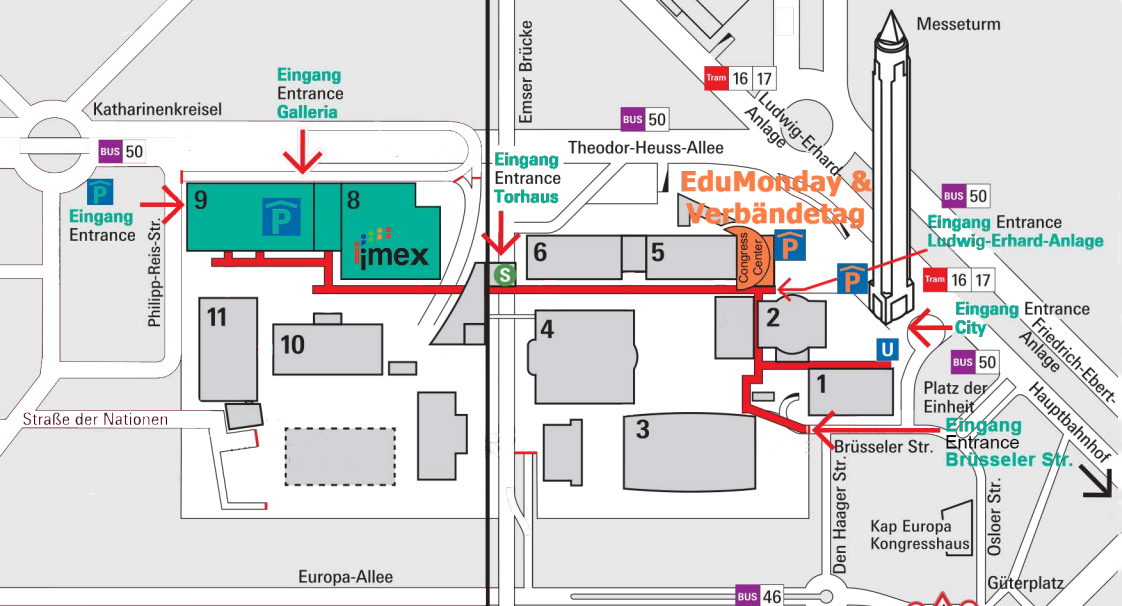 Messeturm
Emser Brücke
Eingang
Entrance
Galleria
Tram 16 17
Katharinenkreisel
Ludwig-Erhard-
Anlage
BUS 50
Theodor-Heuss-Allee
BUS 50
Eingang
Entrance
Torhaus
EduMonday &
Verbändetag
P
Eingang
Entrance
9
P
8
imex
BUS 50
Eingang Entrance
Ludwig-Erhard-Anlage
Philipp-Reis-Str.
6
5
Congress
Center
P
S
P
Tram 16 17
Eingang Entrance
City
11
10
4
2
U
Friedrich-Ebert-
Anlage
BUS 50
1
Platz der
Einheit
Hauptbahnhof
Straße der Nationen
3
Eingang
Entrance
Brüsseler Str.
Brüsseler Str.
Den Haager Str.
Osloer Str.
Kap Europa
Kongresshaus
Europa-Allee
Güterplatz
BUS 46